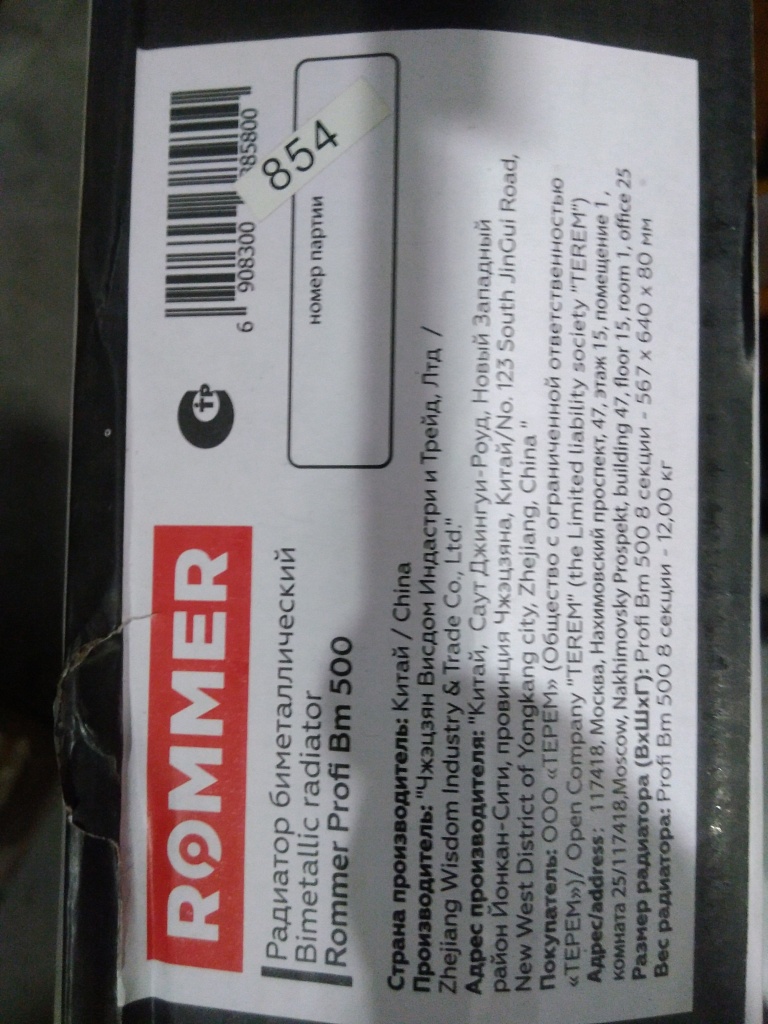 ROMMER
Радиатор биметаллический
Bimetallic radiator
Rommer Profi Bm 500
СТР
6 908300 385800
854
номер партии
Страна производитель: Китай / China
Производитель: "Чжэцзян Висдом Индастри и Трейд, Лтд /
Zhejiang Wisdom Industry & Trade Co., Ltd."
Адрес производителя: "Китай, Саут Джингуи-Роуд, Новый Западный
район Йонкан-Сити, провинция Чжэцзяна, Китай/No. 123 South JinGui Road,
New West District of Yongkang city, Zhejiang, China"
Покупатель: ООО «ТЕРЕМ» (Общество с ограниченной ответственностью
«ТЕРЕМ»)/ Open Company "TEREM" (the Limited liability society "TEREM")
Адрес/address: 117418, Москва, Нахимовский проспект, 47, этаж 15, помещение 1,
комната 25/117418,Moscow, Nakhimovsky Prospekt, building 47, floor 15, room 1, office 25
Размер радиатора (ВхШхГ): Profi Bm 500 8 секции - 567 x 640 x 80 мм
Вес радиатора: Profi Bm 500 8 секции - 12,00 кг